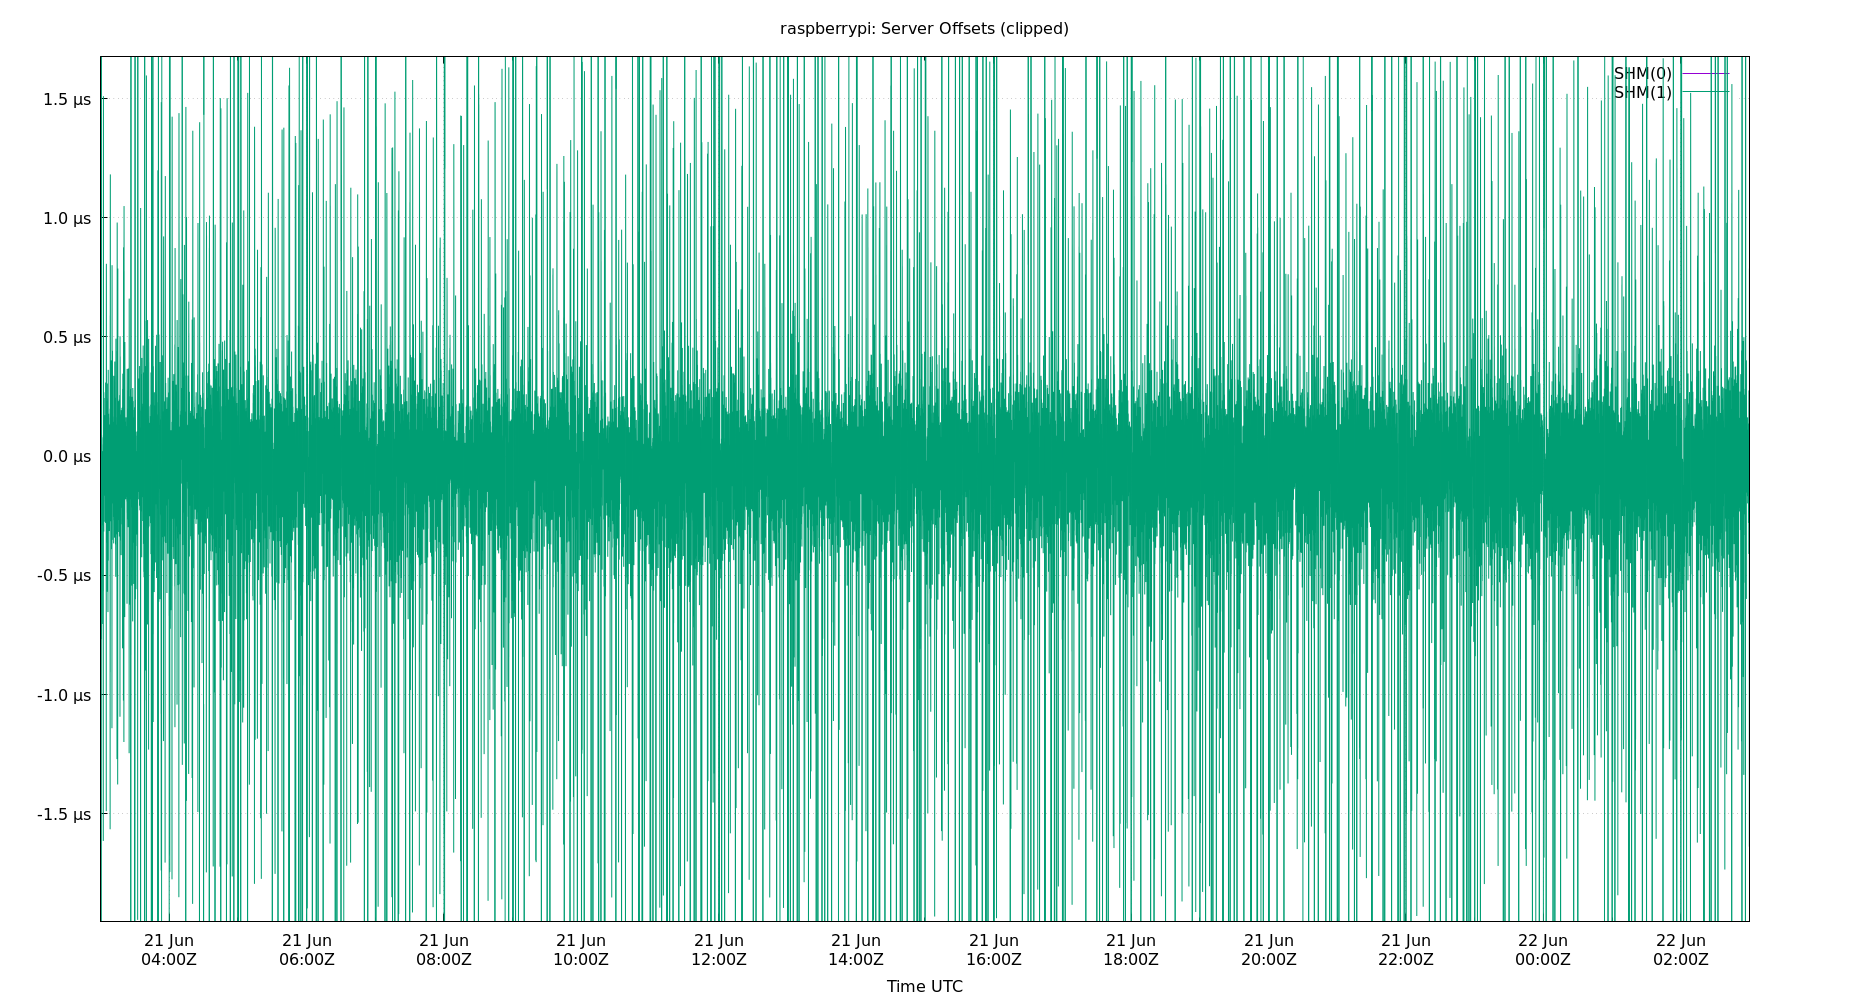 raspberrypi: Server Offsets (clipped)
SHM(0)
SHM(1)
1.5 µs
1.0 µs
0.5 µs
0.0 µs
-0.5 µs
-1.0 µs
-1.5 µs
21 Jun 21 Jun 21 Jun 21 Jun 21 Jun 21 Jun 21 Jun 21 Jun 21 Jun 21 Jun 22 Jun 22 Jun
04:00Z 06:00Z 08:00Z 10:00Z 12:00Z 14:00Z 16:00Z 18:00Z 20:00Z 22:00Z 00:00Z 02:00Z
Time UTC